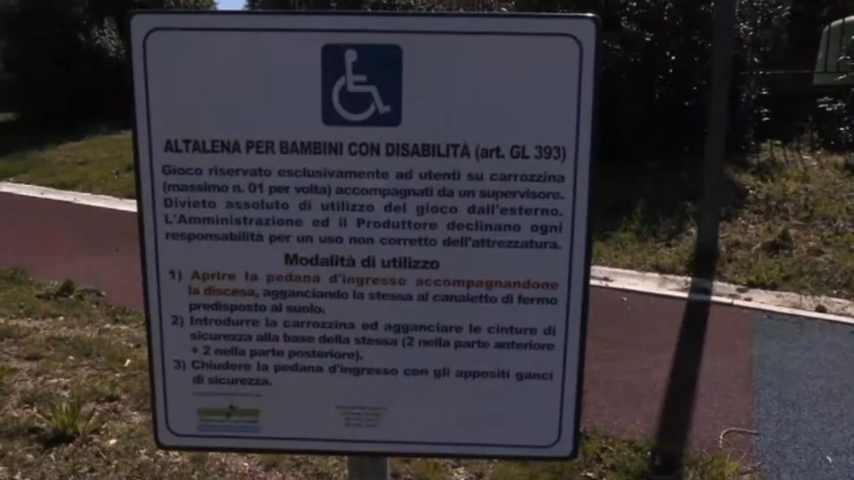 ALTALENA PER BAMBINI CON DISABILITÀ (art. GL 393)
Gioco riservato esclusivamente ad utenti su carrozzina
(massimo n. 01 per volta) accompagnati da un supervisore.
Divieto assoluto di utilizzo del gioco dall'esterno.
L'Amministrazione ed il Produttore declinano ogni
responsabilità per un uso non corretto dell'attrezzatura.
Modalità di utilizzo
1) Aprire la pedana d'ingresso accompagnandone
la discesa, agganciando la stessa al canaletto di fermo
predisposto al suolo.
2) Introdurre la carrozzina ed agganciare le cinture di
sicurezza alla base della stessa (2 nella parte anteriore
+ 2 nella parte posteriore).
3) Chiudere la pedana d'ingresso con gli appositi ganci
di sicurezza.